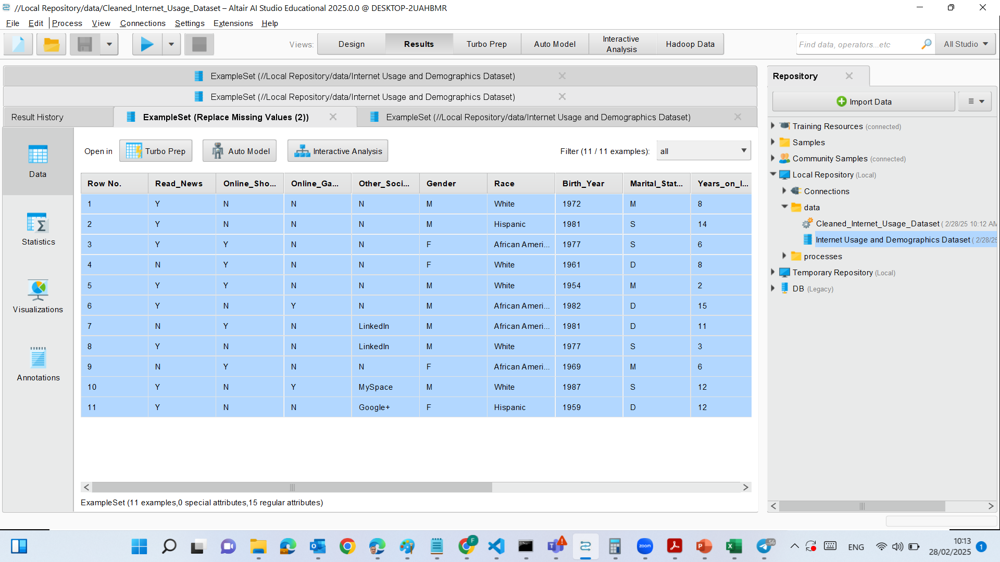 //Local Repository/data/Cleaned_Internet_Usage_Dataset – Altair AI Studio Educational 2025.0.0 @ DESKTOP-2UAHBMR
File Edit Process View Connections Settings Extensions Help
Views: Design Results Turbo Prep Auto Model Interactive Analysis Hadoop Data Find data, operators...etc All Studio
ExampleSet (//Local Repository/data/Internet Usage and Demographics Dataset)
ExampleSet (//Local Repository/data/Internet Usage and Demographics Dataset)
Result History ExampleSet (Replace Missing Values (2)) ExampleSet (//Local Repository/data/Internet Usage and Demographics Dataset)
Data
Statistics
Visualizations
Annotations
Open in Turbo Prep Auto Model Interactive Analysis Filter (11 / 11 examples): all
Row No. Read_News Online_Sho... Online_Ga... Other_Soci... Gender Race Birth_Year Marital_Stat... Years_on_I...
1 Y N N N M White 1972 M 8
2 Y N N N M Hispanic 1981 S 14
3 Y Y N N F African Ameri... 1977 S 6
4 N Y N N F White 1961 D 8
5 Y Y N N M White 1954 M 2
6 Y N Y N M African Ameri... 1982 D 15
7 N Y N LinkedIn M African Ameri... 1981 D 11
8 Y N N LinkedIn M White 1977 S 3
9 N Y N N F African Ameri... 1969 M 6
10 Y N Y MySpace M White 1987 S 12
11 Y N N Google+ F Hispanic 1959 D 12
ExampleSet (11 examples,0 special attributes,15 regular attributes)
Repository
Import Data
Training Resources (connected)
Samples
Community Samples (connected)
Local Repository (Local)
Connections
data
Cleaned_Internet_Usage_Dataset ( 2/28/25 10:12 AM
Internet Usage and Demographics Dataset ( 2/28/25
processes
Temporary Repository (Local)
DB (Legacy)
F zoom 56 ENG 10:13
28/02/2025 1